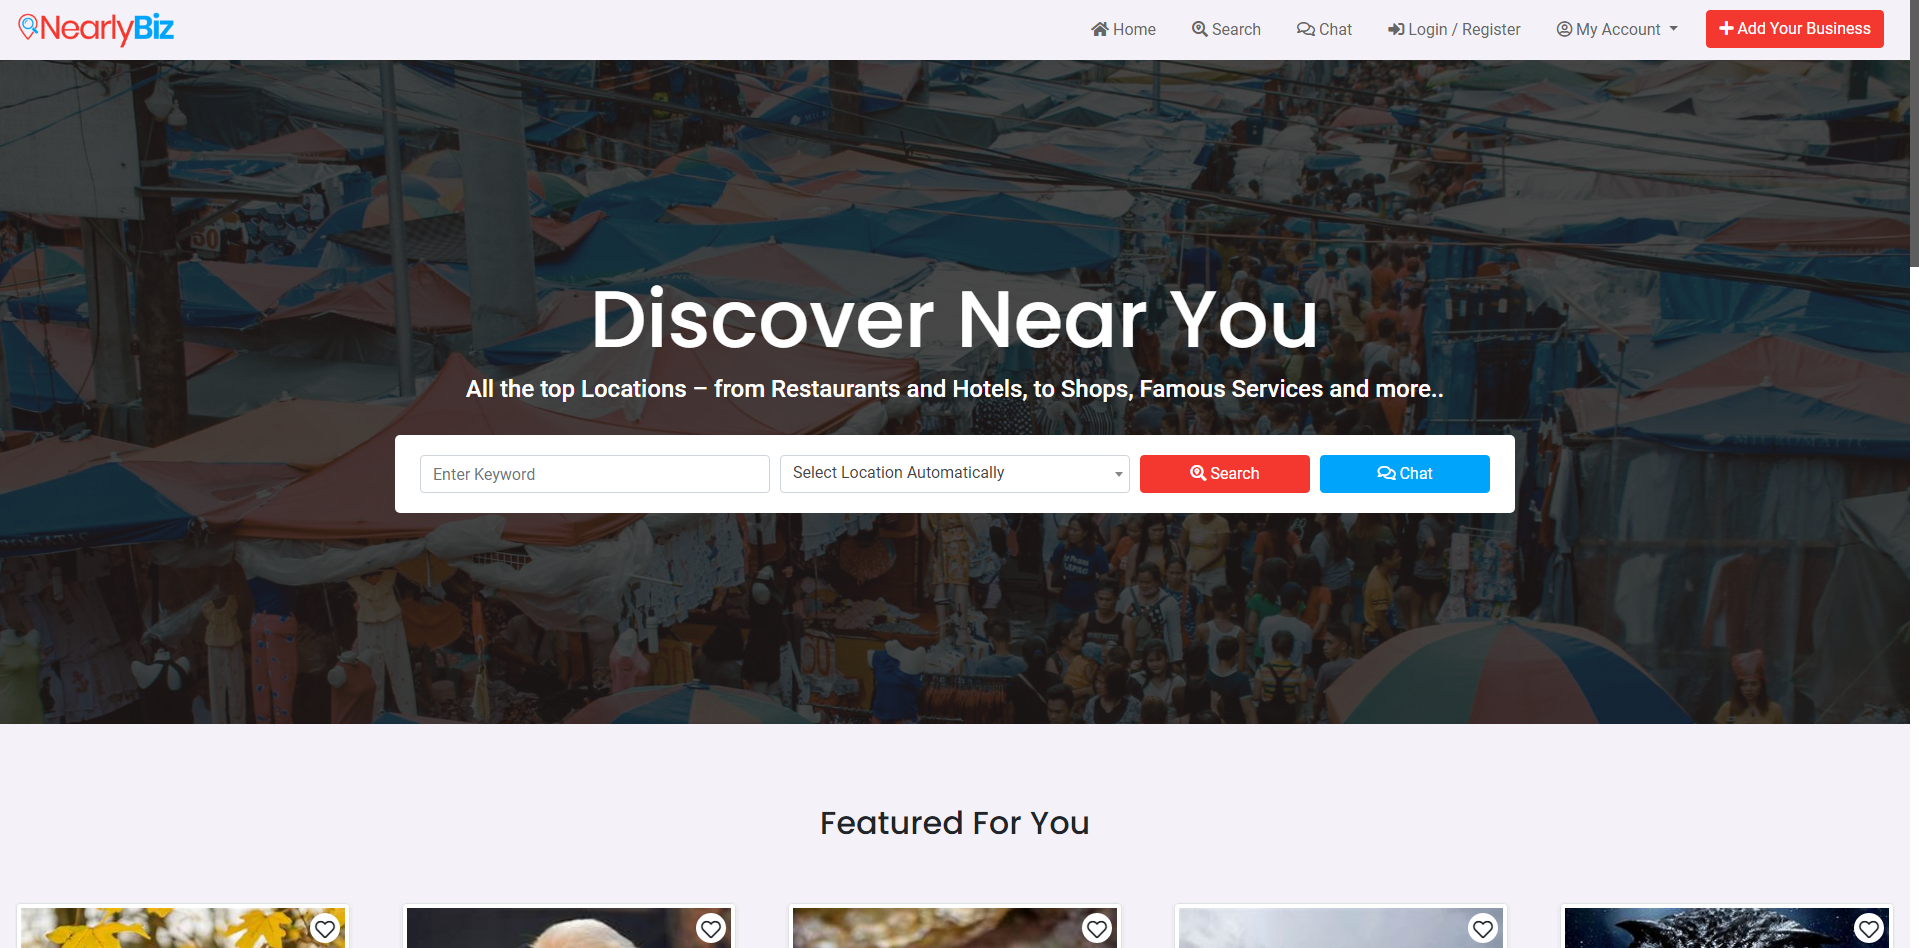 NearlyBiz
Home
Search
Chat
Login / Register
My Account
Add Your Business
Discover Near You
All the top Locations – from Restaurants and Hotels, to Shops, Famous Services and more..
Enter Keyword
Select Location Automatically
Search
Chat
Featured For You